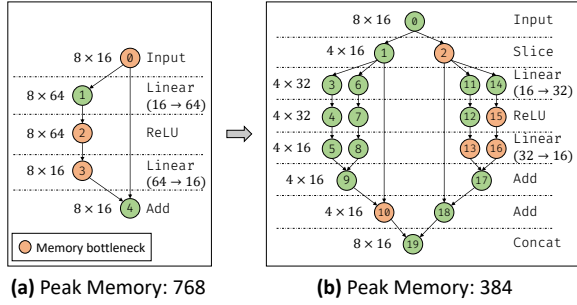 8 × 16 0 Input
8 × 64 1 Linear
(16 → 64)
8 × 64 2 ReLU
8 × 16 3 Linear
(64 → 16)
8 × 16 4 Add
Memory bottleneck
(a) Peak Memory: 768
8 × 16 0 Input
4 × 16 1 2 Slice
4 × 32 3 6 11 14 Linear
(16 → 32)
4 × 32 4 7 12 15 ReLU
4 × 16 5 8 13 16 Linear
(32 → 16)
4 × 16 9 17 Add
4 × 16 10 18 Add
8 × 16 19 Concat
(b) Peak Memory: 384